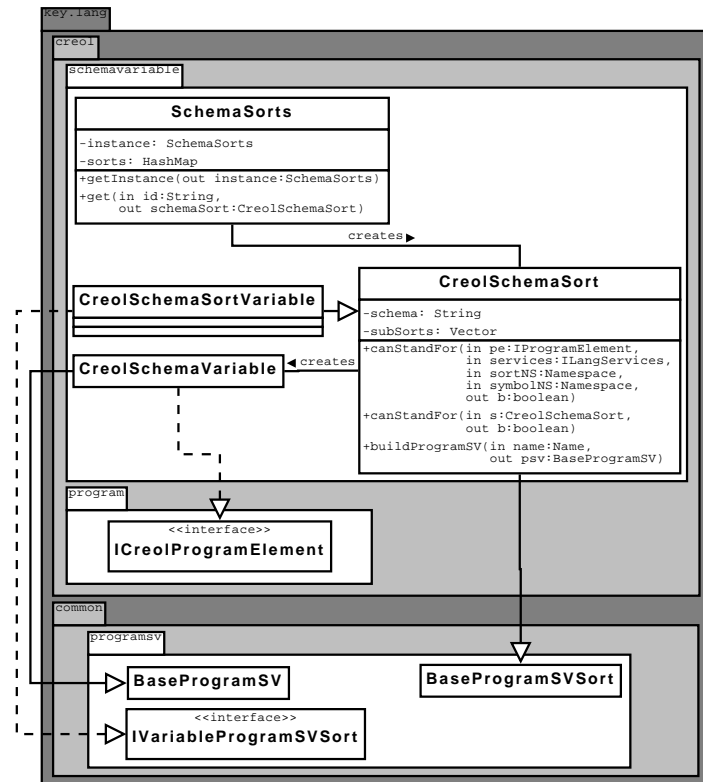 key.lang
creol
schemavariable
SchemaSorts
-instance: SchemaSorts
-sorts: HashMap
+getInstance(out instance:SchemaSorts)
+get(in id:String,
out schemaSort:CreolSchemaSort)
creates
CreolSchemaSort
-schema: String
-subSorts: Vector
+canStandFor(in pe:IProgramElement,
in services:ILangServices,
in sortNS:Namespace,
in symbolNS:Namespace,
out b:boolean)
+canStandFor(in s:CreolSchemaSort,
out b:boolean)
+buildProgramSV(in name:Name,
out psv:BaseProgramSV)
CreolSchemaSortVariable
creates
CreolSchemaVariable
program
<<interface>>
ICreolProgramElement
common
programsv
BaseProgramSV
BaseProgramSVSort
<<interface>>
IVariableProgramSVSort